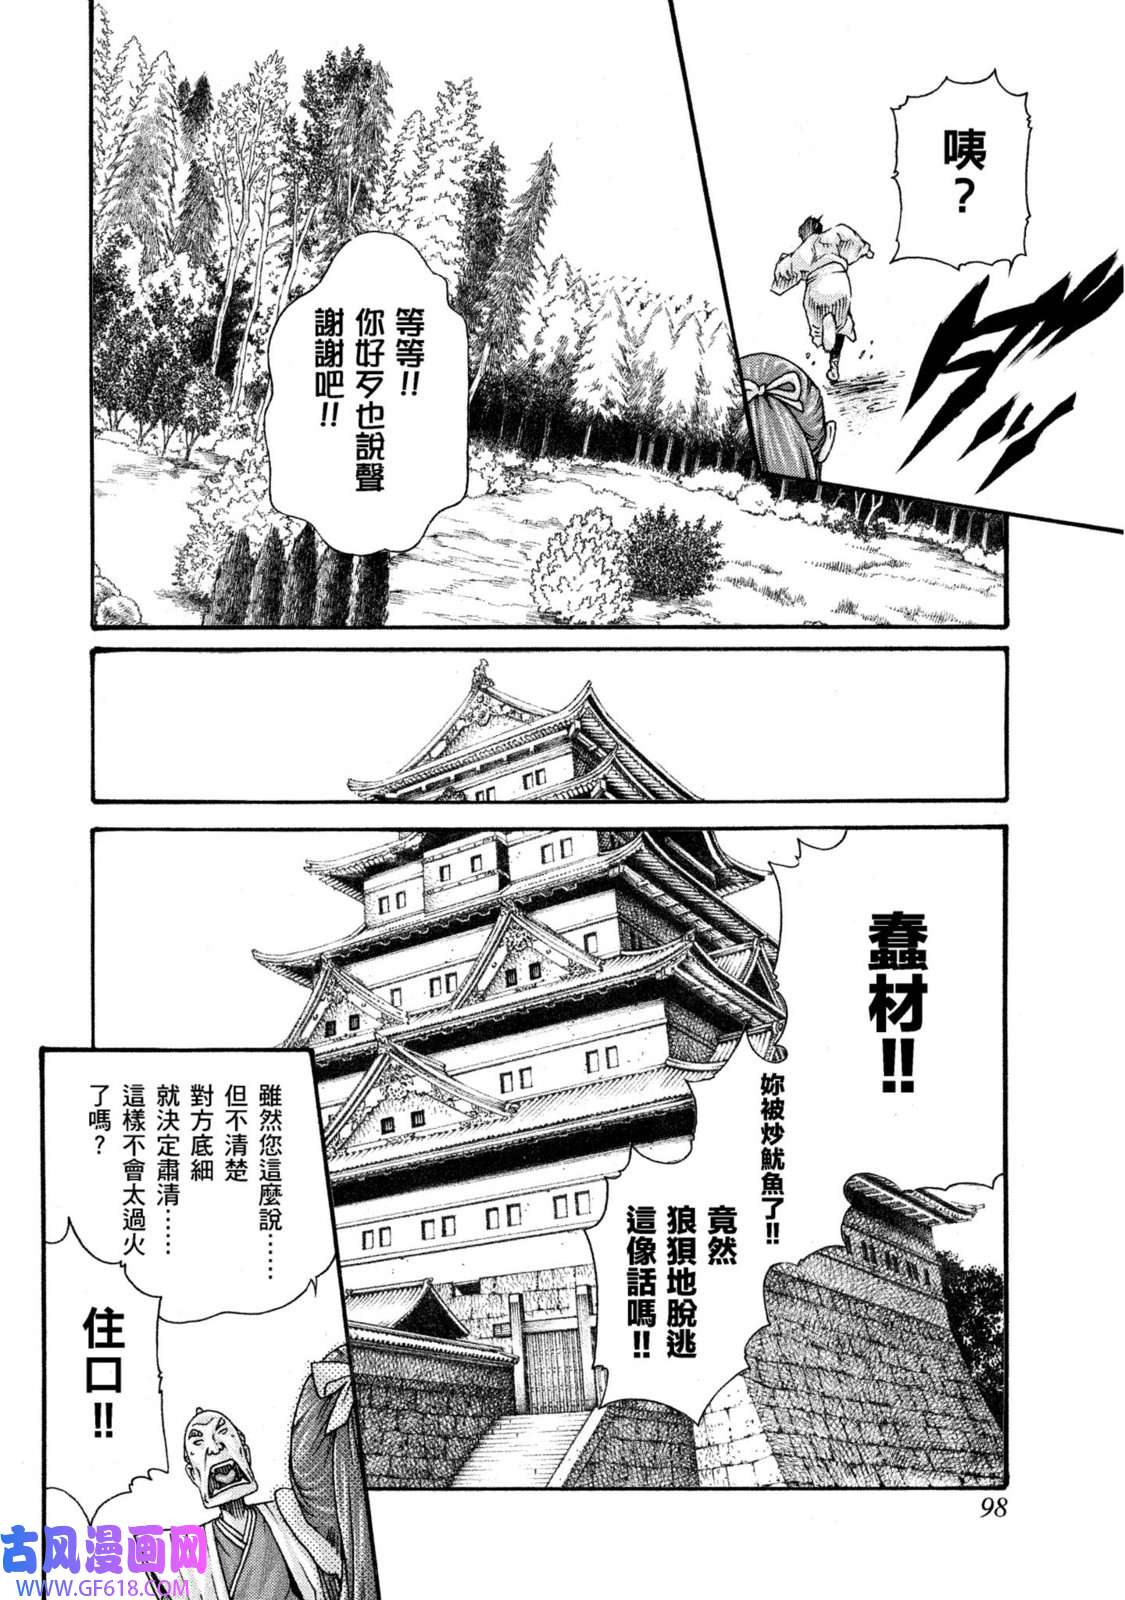 咦？
ダダッ
等等!!
你好歹也說聲
謝謝吧!!
蠢材!!
妳被炒魷魚了!!
竟然
狼狽地脫逃
這像話嗎!!
雖然您這麼說……
但不清楚
對方底細
就決定肅清……
這樣不會太過火
了嗎？
住口!!
98
古风漫画网
WWW.GF618.COM